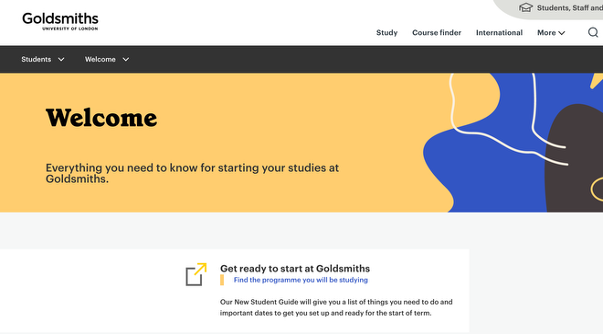 Goldsmiths
UNIVERSITY OF LONDON
Students, Staff and
Study Course finder International More
Students Welcome
Welcome
Everything you need to know for starting your studies at
Goldsmiths.
Get ready to start at Goldsmiths
Find the programme you will be studying
Our New Student Guide will give you a list of things you need to do and
important dates to get you set up and ready for the start of term.